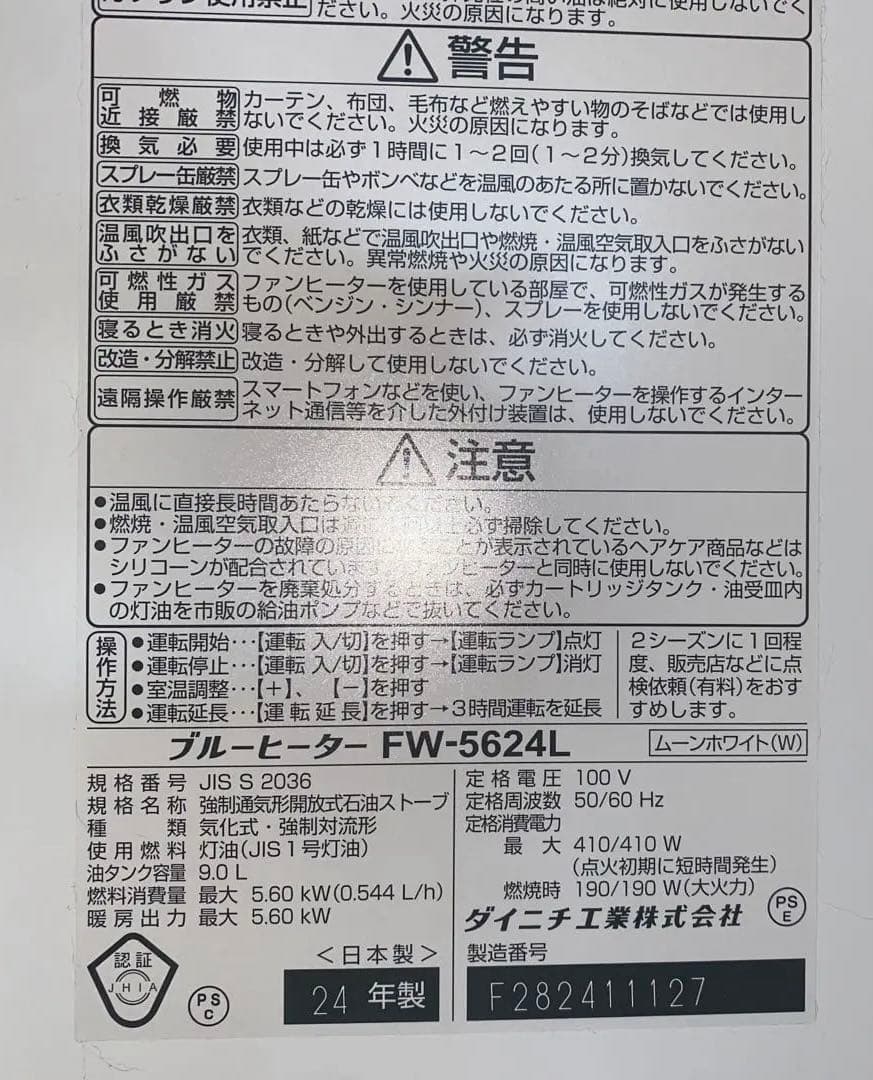 ださい。火災の原因になります。
警告
可燃物近接厳禁
カーテン、布団、毛布など燃えやすい物のそばなどでは使用し
ないでください。火災の原因になります。
換気必要 使用中は必ず1時間に1～2回(1～2分)換気してください。
スプレー缶厳禁 スプレー缶やボンベなどを温風のあたる所に置かないでください。
衣類乾燥厳禁 衣類などの乾燥には使用しないでください。
温風吹出口を 衣類、紙などで温風吹出口や燃焼・温風空気取入口をふさがない
ふさがない でください。異常燃焼や火災の原因になります。
可燃性ガス ファンヒーターを使用している部屋で、可燃性ガスが発生する
使用厳禁 もの(ベンジン・シンナー)、スプレーを使用しないでください。
寝るとき消火 寝るときや外出するときは、必ず消火してください。
改造・分解禁止 改造・分解して使用しないでください。
遠隔操作厳禁 スマートフォンなどを使い、ファンヒーターを操作するインター
ネット通信等を介した外付け装置は、使用しないでください。
注意
●温風に直接長時間あたらないでください。
●燃焼・温風空気取入口は週に1回以上必ず掃除してください。
●ファンヒーターの故障の原因になることが表示されているヘアケア商品などは
シリコーンが配合されています。ファンヒーターと同時に使用しないでください。
●ファンヒーターを廃棄処分するときは、必ずカートリッジタンク・油受皿内
の灯油を市販の給油ポンプなどで抜いてください。
操作方法
●運転開始…【運転 入/切】を押す→【運転ランプ】点灯
●運転停止…【運転 入/切】を押す→【運転ランプ】消灯
●室温調整…【+】、【−】を押す
●運転延長…【運転延長】を押す→3時間運転を延長
2シーズンに1回程
度、販売店などに点
検依頼(有料)をおす
すめします。
ブルーヒーター FW-5624L ムーンホワイト(W)
規格番号 JIS S 2036
規格名称 強制通気形開放式石油ストーブ
種類 気化式・強制対流形
使用燃料 灯油(JIS1号灯油)
油タンク容量 9.0 L
燃料消費量 最大 5.60 kW(0.544 L/h)
暖房出力 最大 5.60 kW
定格電圧 100 V
定格周波数 50/60 Hz
定格消費電力
最大 410/410 W
(点火初期に短時間発生)
燃焼時 190/190 W(大火力)
ダイニチ工業株式会社
PS
E
認証
JHIA
PS
C
＜日本製＞
24 年製
製造番号
F282411127